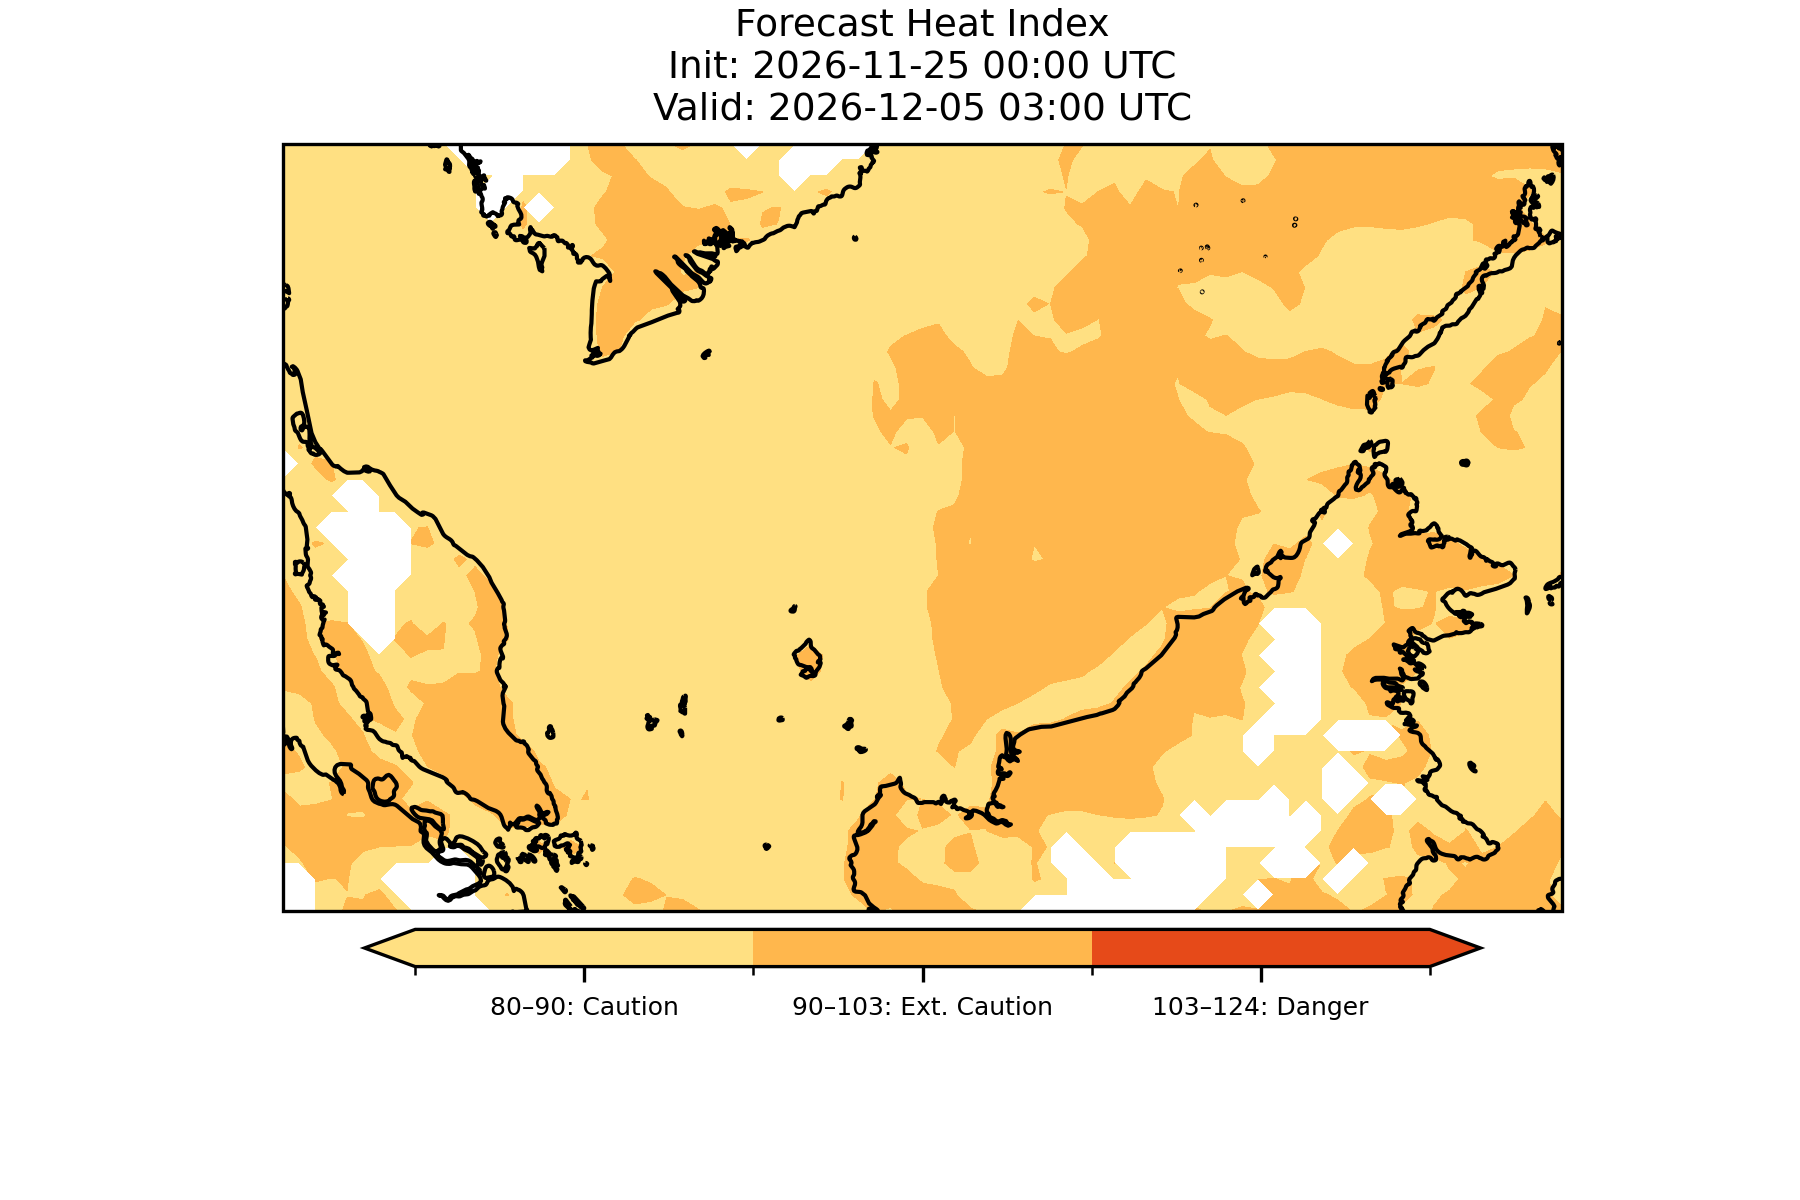 Forecast Heat Index
Init: 2026-11-25 00:00 UTC
Valid: 2026-12-05 03:00 UTC
80–90: Caution
90–103: Ext. Caution
103–124: Danger